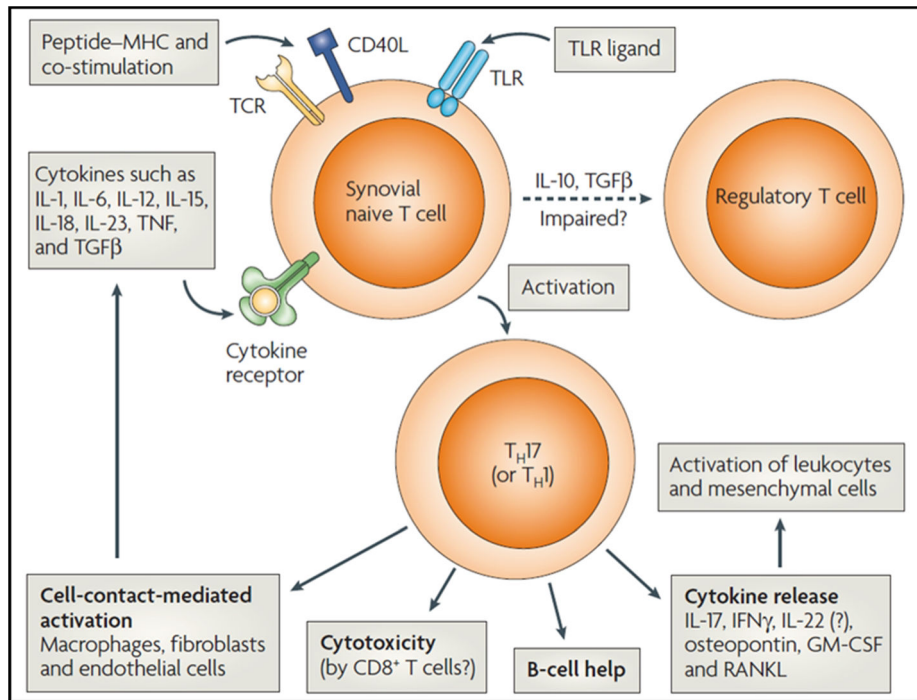 Peptide–MHC and
co-stimulation
CD40L
TCR
TLR
TLR ligand
Cytokines such as
IL-1, IL-6, IL-12, IL-15,
IL-18, IL-23, TNF,
and TGFβ
Synovial
naive T cell
IL-10, TGFβ
Impaired?
Regulatory T cell
Activation
Cytokine
receptor
TH17
(or TH1)
Activation of leukocytes
and mesenchymal cells
Cell-contact-mediated
activation
Macrophages, fibroblasts
and endothelial cells
Cytotoxicity
(by CD8⁺ T cells?)
B-cell help
Cytokine release
IL-17, IFNγ, IL-22 (?),
osteopontin, GM-CSF
and RANKL